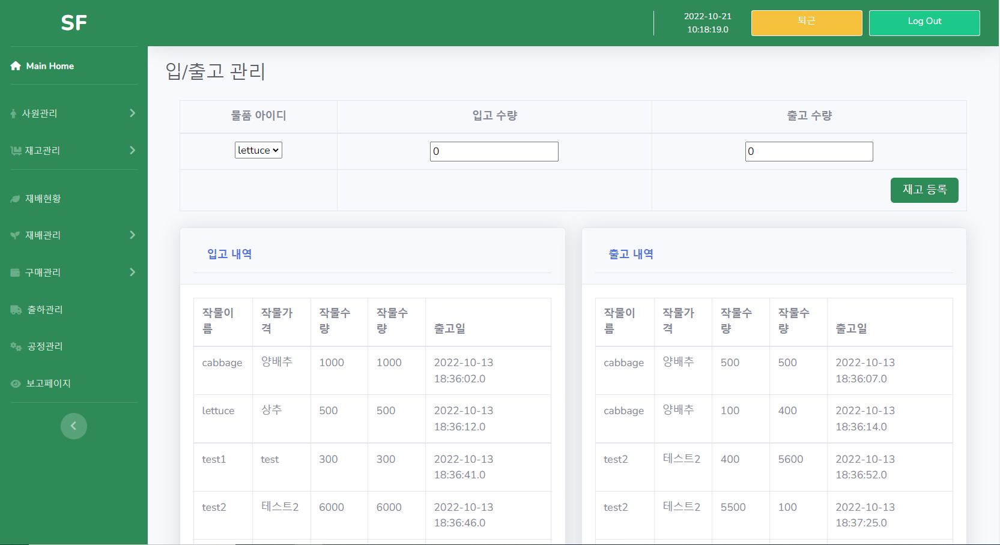 SF
2022-10-21
10:18:19.0
퇴근
Log Out
Main Home
사원관리
재고관리
재배현황
재배관리
구매관리
출하관리
공정관리
보고페이지
입/출고 관리
물품 아이디 입고 수량 출고 수량
lettuce 0 0
재고 등록
입고 내역
작물이 작물가 작물수 작물수
름 격 량 량 출고일
cabbage 양배추 1000 1000 2022-10-13
18:36:02.0
lettuce 상추 500 500 2022-10-13
18:36:12.0
test1 test 300 300 2022-10-13
18:36:41.0
test2 테스트2 6000 6000 2022-10-13
18:36:46.0
출고 내역
작물이 작물가 작물수 작물수
름 격 량 량 출고일
cabbage 양배추 500 500 2022-10-13
18:36:07.0
cabbage 양배추 100 400 2022-10-13
18:36:14.0
test2 테스트2 400 5600 2022-10-13
18:36:52.0
test2 테스트2 5500 100 2022-10-13
18:37:25.0